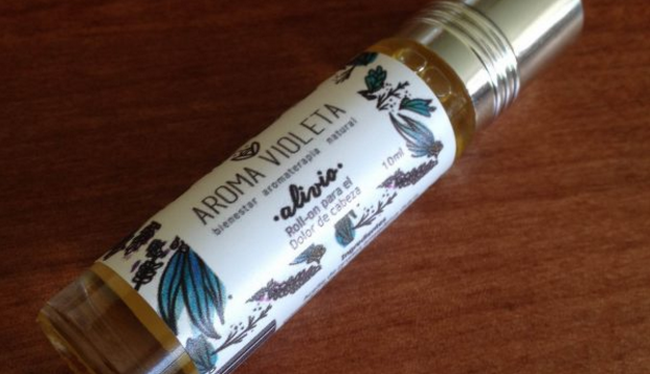 AROMA VIOLETA
bienestar aromaterapia natural
•alivio•
Roll-on para el
Dolor de cabeza
10ml